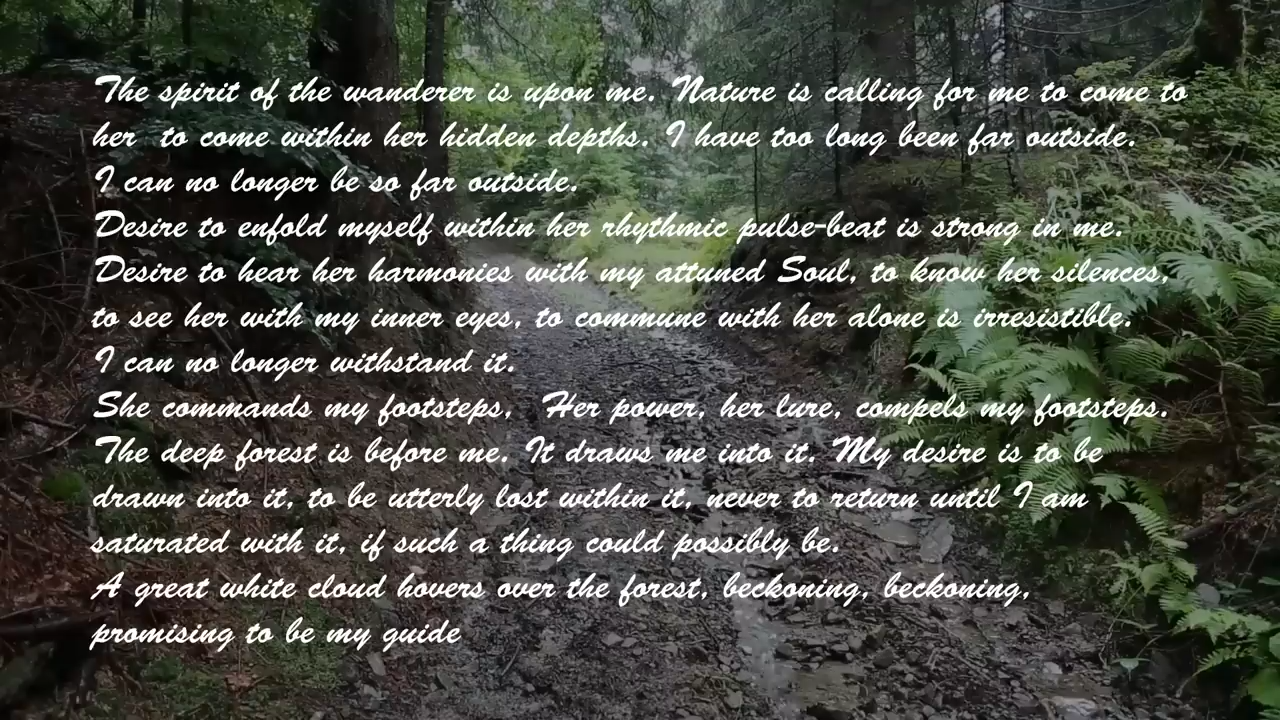 The spirit of the wanderer is upon me. Nature is calling for me to come to
her  to come within her hidden depths. I have too long been far outside.
I can no longer be so far outside.
Desire to enfold myself within her rhythmic pulse-beat is strong in me.
Desire to hear her harmonies with my attuned Soul, to know her silences,
to see her with my inner eyes, to commune with her alone is irresistible.
I can no longer withstand it.
She commands my footsteps,  Her power, her lure, compels my footsteps.
The deep forest is before me. It draws me into it. My desire is to be
drawn into it, to be utterly lost within it, never to return until I am
saturated with it, if such a thing could possibly be.
A great white cloud hovers over the forest, beckoning, beckoning,
promising to be my guide